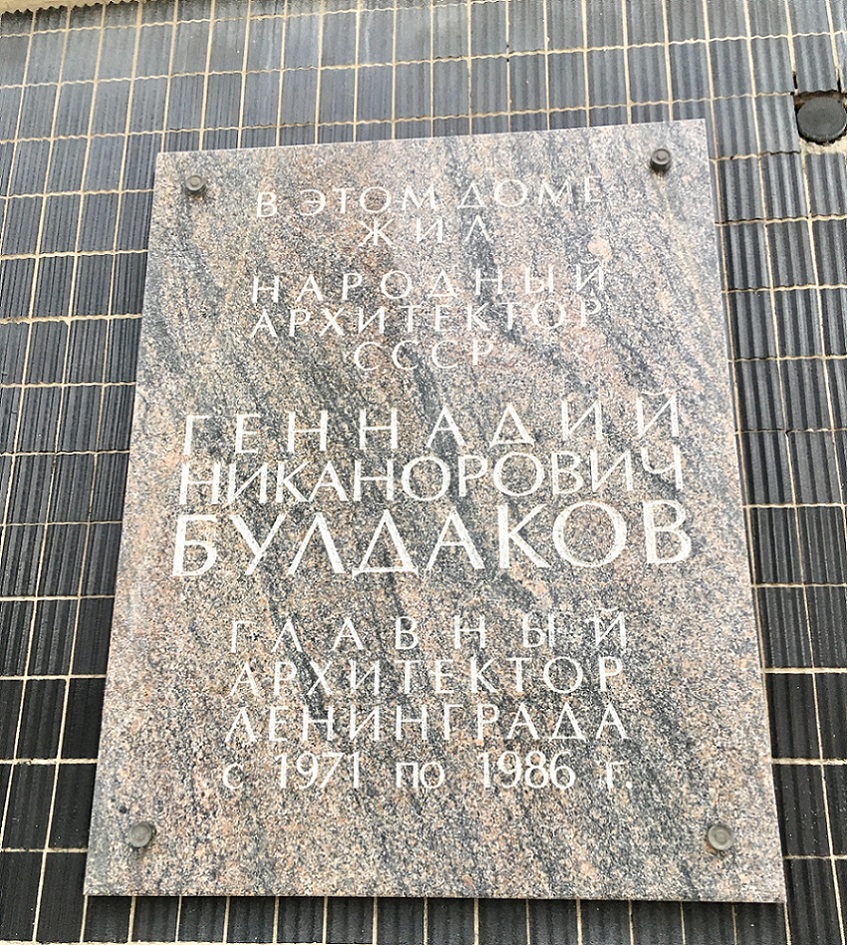 В ЭТОМ ДОМЕ
ЖИЛ
НАРОДНЫЙ
АРХИТЕКТОР
СССР
ГЕННАДИЙ
НИКАНОРОВИЧ
БУЛДАКОВ
ГЛАВНЫЙ
АРХИТЕКТОР
ЛЕНИНГРАДА
с 1971 по 1986 г.